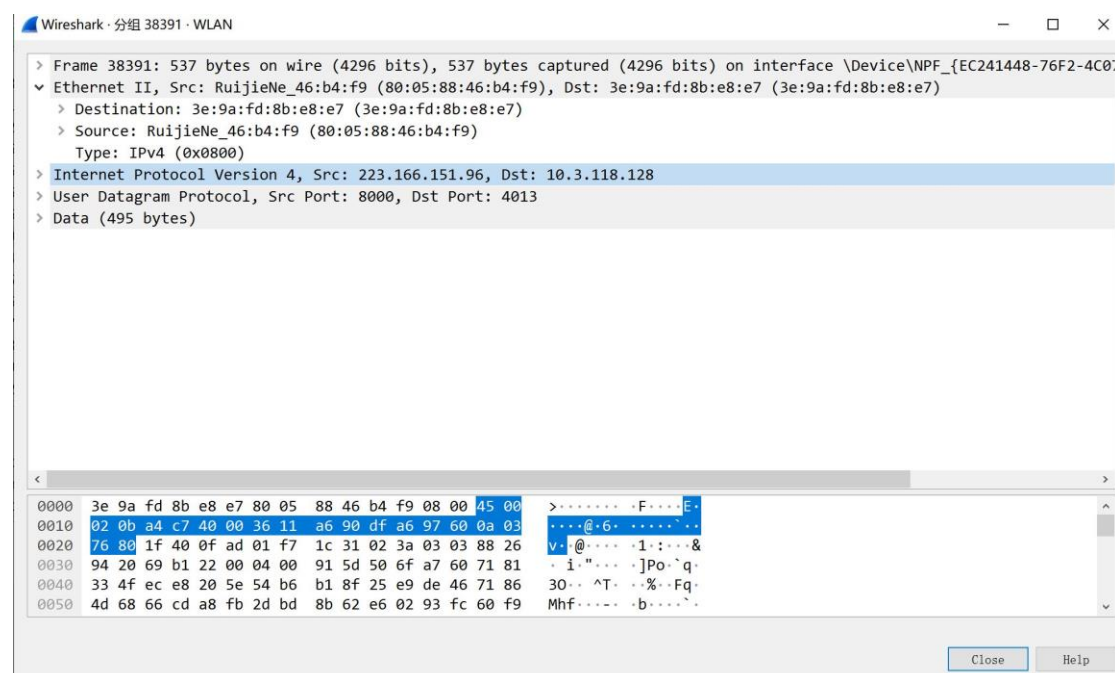 Wireshark · 分组 38391 · WLAN
> Frame 38391: 537 bytes on wire (4296 bits), 537 bytes captured (4296 bits) on interface \Device\NPF_{EC241448-76F2-4C07
Ethernet II, Src: RuijieNe_46:b4:f9 (80:05:88:46:b4:f9), Dst: 3e:9a:fd:8b:e8:e7 (3e:9a:fd:8b:e8:e7)
> Destination: 3e:9a:fd:8b:e8:e7 (3e:9a:fd:8b:e8:e7)
> Source: RuijieNe_46:b4:f9 (80:05:88:46:b4:f9)
Type: IPv4 (0x0800)
> Internet Protocol Version 4, Src: 223.166.151.96, Dst: 10.3.118.128
> User Datagram Protocol, Src Port: 8000, Dst Port: 4013
> Data (495 bytes)
0000 3e 9a fd 8b e8 e7 80 05 88 46 b4 f9 08 00 45 00 >······· ·F····E·
0010 02 0b a4 c7 40 00 36 11 a6 90 df a6 97 60 0a 03 ····@·6· ·····`··
0020 76 80 1f 40 0f ad 01 f7 1c 31 02 3a 03 03 88 26 v··@···· ·1·:···&
0030 94 20 69 b1 22 00 04 00 91 5d 50 6f a7 60 71 81 · i·"··· ·]Po·`q·
0040 33 4f ec e8 20 5e 54 b6 b1 8f 25 e9 de 46 71 86 3O·· ^T· ··%··Fq·
0050 4d 68 66 cd a8 fb 2d bd 8b 62 e6 02 93 fc 60 f9 Mhf···-· ·b····`·
Close Help